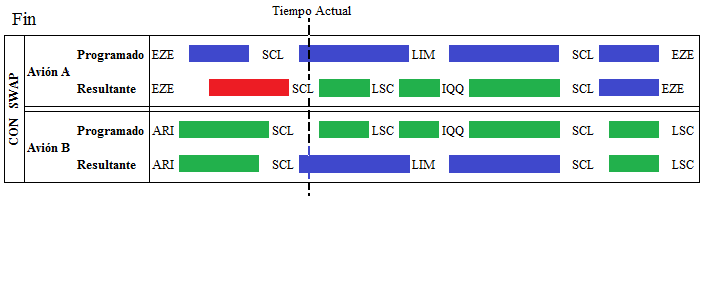 Tiempo Actual
Fin
CON SWAP
Avión A
Programado EZE SCL LIM SCL EZE
Resultante EZE SCL LSC IQQ SCL EZE
Avión B
Programado ARI SCL LSC IQQ SCL LSC
Resultante ARI SCL LIM SCL LSC